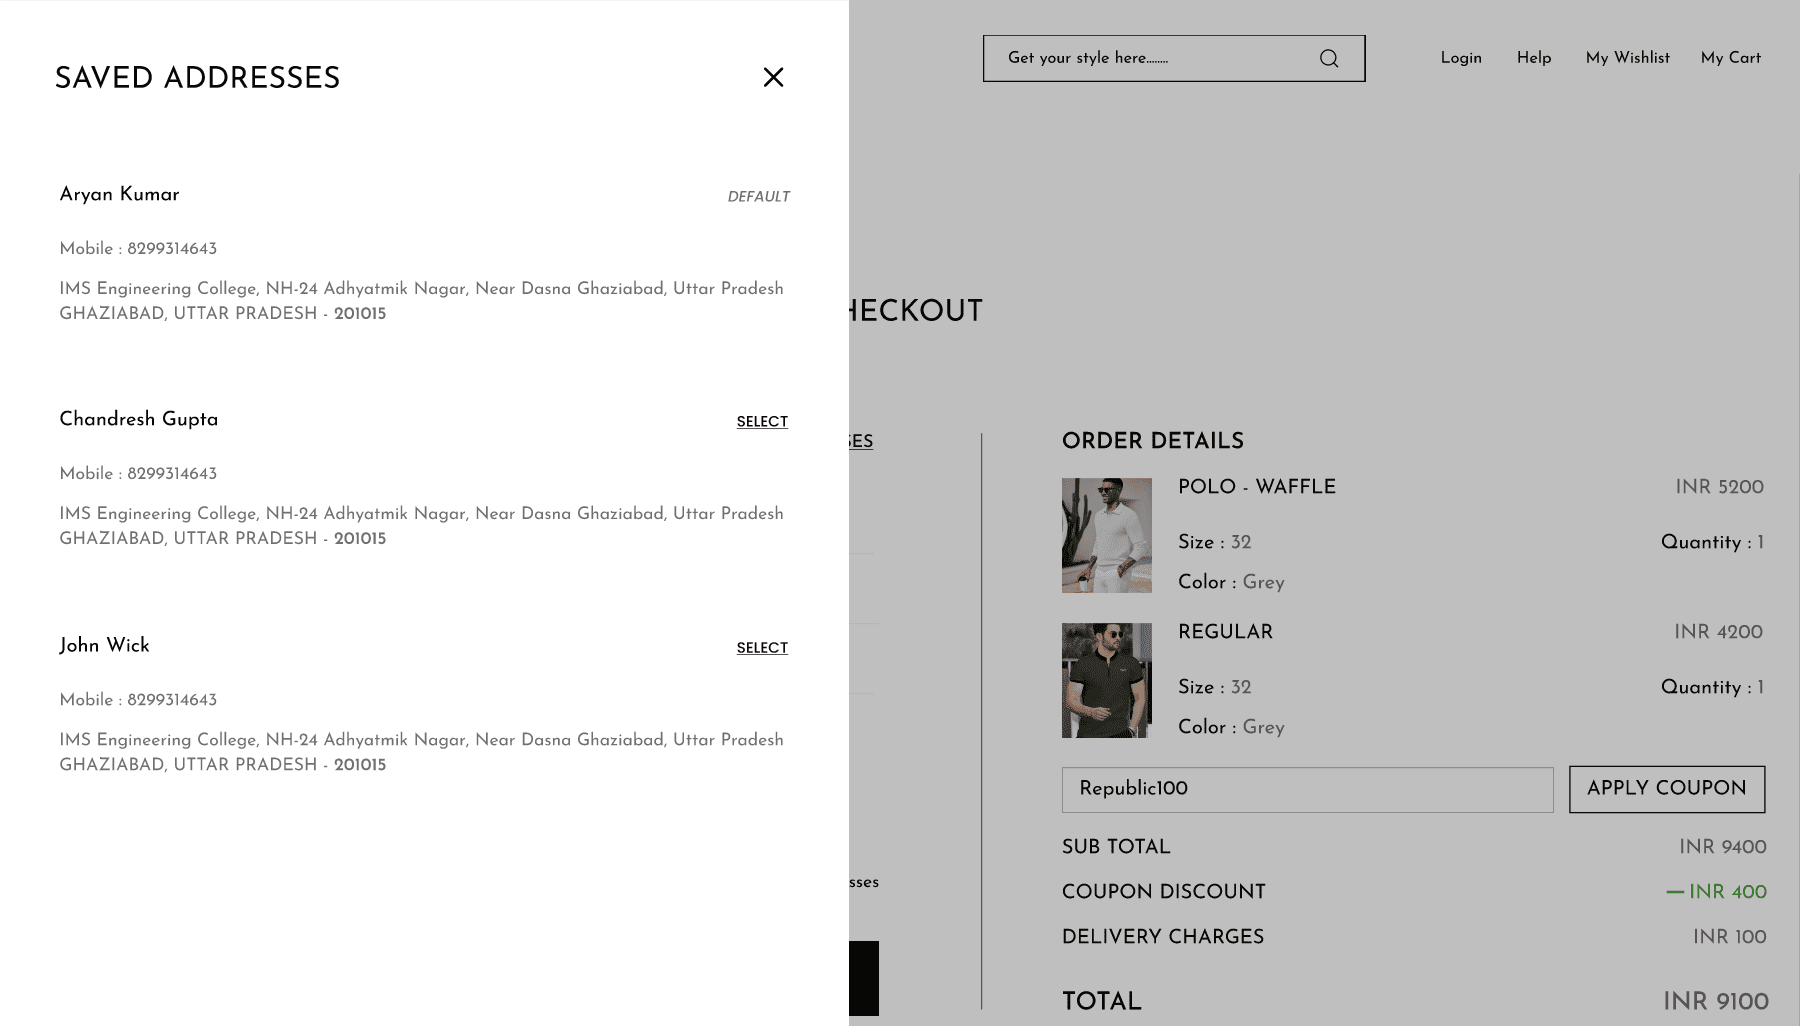 SAVED ADDRESSES
Aryan Kumar
DEFAULT
Mobile : 8299314643
IMS Engineering College, NH-24 Adhyatmik Nagar, Near Dasna Ghaziabad, Uttar Pradesh
GHAZIABAD, UTTAR PRADESH - 201015
Chandresh Gupta
SELECT
Mobile : 8299314643
IMS Engineering College, NH-24 Adhyatmik Nagar, Near Dasna Ghaziabad, Uttar Pradesh
GHAZIABAD, UTTAR PRADESH - 201015
John Wick
SELECT
Mobile : 8299314643
IMS Engineering College, NH-24 Adhyatmik Nagar, Near Dasna Ghaziabad, Uttar Pradesh
GHAZIABAD, UTTAR PRADESH - 201015
Get your style here........
Login
Help
My Wishlist
My Cart
HECKOUT
SES
sses
ORDER DETAILS
POLO - WAFFLE
INR 5200
Size : 32
Quantity : 1
Color : Grey
REGULAR
INR 4200
Size : 32
Quantity : 1
Color : Grey
Republic100
APPLY COUPON
SUB TOTAL
INR 9400
COUPON DISCOUNT
— INR 400
DELIVERY CHARGES
INR 100
TOTAL
INR 9100